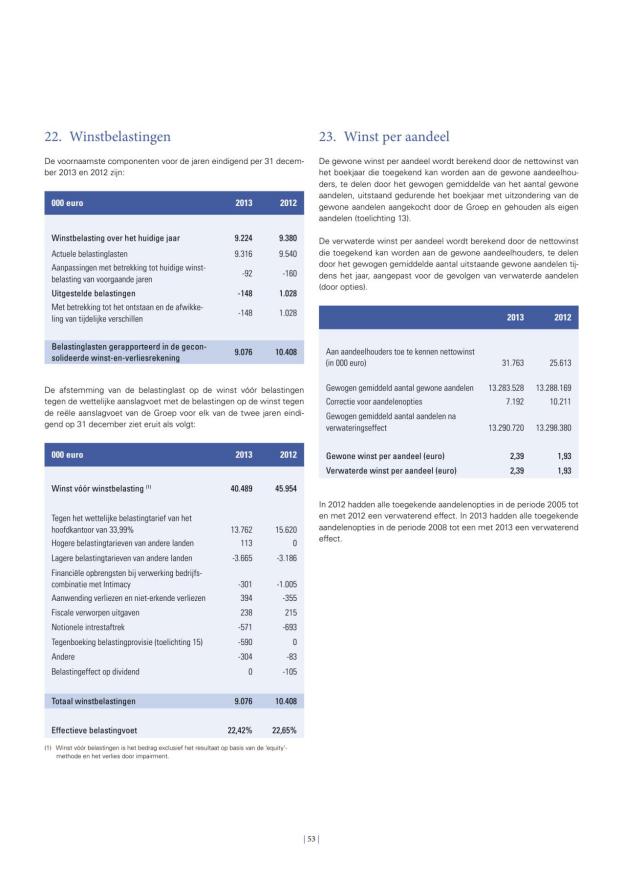 22. Winstbelastingen
De voornaamste componenten voor de jaren eindigend per 31 decem-
ber 2013 en 2012 zijn:
000 euro 2013 2012
Winstbelasting over het huidige jaar 9.224 9.380
Actuele belastinglasten 9.316 9.540
Aanpassingen met betrekking tot huidige winst-
belasting van voorgaande jaren -92 -160
Uitgestelde belastingen -148 1.028
Met betrekking tot het ontstaan en de afwikke-
ling van tijdelijke verschillen -148 1.028
Belastinglasten gerapporteerd in de gecon-
solideerde winst-en-verliesrekening 9.076 10.408
De afstemming van de belastinglast op de winst vóór belastingen
tegen de wettelijke aanslagvoet met de belastingen op de winst tegen
de reële aanslagvoet van de Groep voor elk van de twee jaren eindi-
gend op 31 december ziet eruit als volgt:
000 euro 2013 2012
Winst vóór winstbelasting (1) 40.489 45.954
Tegen het wettelijke belastingtarief van het
hoofdkantoor van 33,99% 13.762 15.620
Hogere belastingtarieven van andere landen 113 0
Lagere belastingtarieven van andere landen -3.665 -3.186
Financiële opbrengsten bij verwerking bedrijfs-
combinatie met Intimacy -301 -1.005
Aanwending verliezen en niet-erkende verliezen 394 -355
Fiscale verworpen uitgaven 238 215
Notionele intrestaftrek -571 -693
Tegenboeking belastingprovisie (toelichting 15) -590 0
Andere -304 -83
Belastingeffect op dividend 0 -105
Totaal winstbelastingen 9.076 10.408
Effectieve belastingvoet 22,42% 22,65%
(1) Winst vóór belastingen is het bedrag exclusief het resultaat op basis van de 'equity'-
methode en het verlies door impairment.
23. Winst per aandeel
De gewone winst per aandeel wordt berekend door de nettowinst van
het boekjaar die toegekend kan worden aan de gewone aandeelhou-
ders, te delen door het gewogen gemiddelde van het aantal gewone
aandelen, uitstaand gedurende het boekjaar met uitzondering van de
gewone aandelen aangekocht door de Groep en gehouden als eigen
aandelen (toelichting 13).
De verwaterde winst per aandeel wordt berekend door de nettowinst
die toegekend kan worden aan de gewone aandeelhouders, te delen
door het gewogen gemiddelde aantal uitstaande gewone aandelen tij-
dens het jaar, aangepast voor de gevolgen van verwaterde aandelen
(door opties).
2013 2012
Aan aandeelhouders toe te kennen nettowinst
(in 000 euro) 31.763 25.613
Gewogen gemiddeld aantal gewone aandelen 13.283.528 13.288.169
Correctie voor aandelenopties 7.192 10.211
Gewogen gemiddeld aantal aandelen na
verwateringseffect 13.290.720 13.298.380
Gewone winst per aandeel (euro) 2,39 1,93
Verwaterde winst per aandeel (euro) 2,39 1,93
In 2012 hadden alle toegekende aandelenopties in de periode 2005 tot
en met 2012 een verwaterend effect. In 2013 hadden alle toegekende
aandelenopties in de periode 2008 tot een met 2013 een verwaterend
effect.
| 53 |